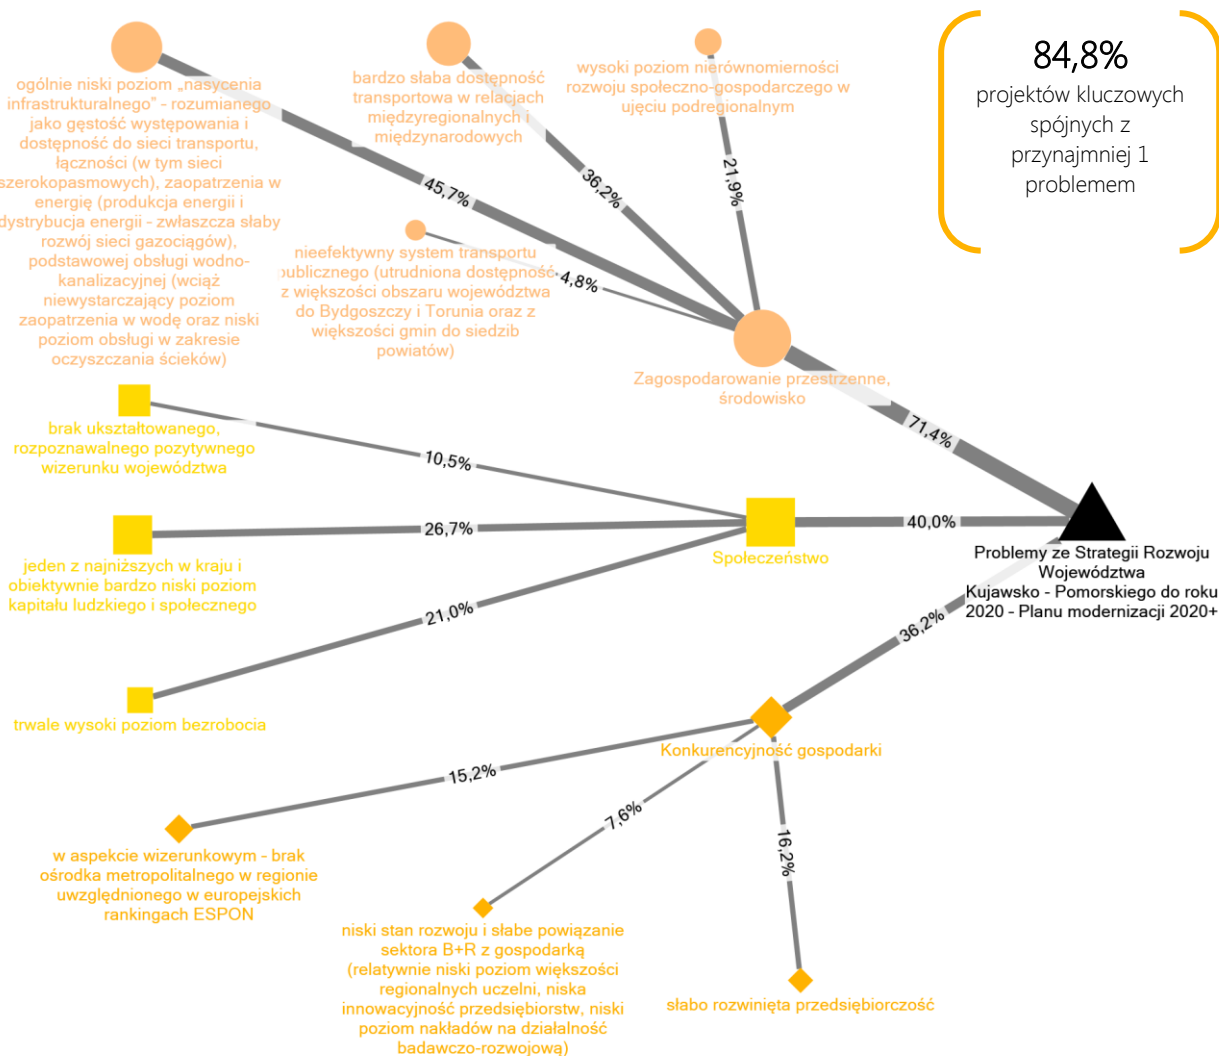 84,8%
projektów kluczowych
spójnych z
przynajmniej 1
problemem
ogólnie niski poziom „nasycenia
infrastrukturalnego” - rozumianego
jako gęstość występowania i
dostępność do sieci transportu,
łączności (w tym sieci
szerokopasmowych), zaopatrzenia w
energię (produkcja energii i
dystrybucja energii - zwłaszcza słaby
rozwój sieci gazociągów),
podstawowej obsługi wodno-
kanalizacyjnej (wciąż
niewystarczający poziom
zaopatrzenia w wodę oraz niski
poziom obsługi w zakresie
oczyszczania ścieków)
bardzo słaba dostępność
transportowa w relacjach
międzyregionalnych i
międzynarodowych
wysoki poziom nierównomierności
rozwoju społeczno-gospodarczego w
ujęciu podregionalnym
45,7%
36,2%
21,9%
nieefektywny system transportu
publicznego (utrudniona dostępność
z większości obszaru województwa
do Bydgoszczy i Torunia oraz z
większości gmin do siedzib
powiatów)
4,8%
Zagospodarowanie przestrzenne,
środowisko
71,4%
brak ukształtowanego,
rozpoznawalnego pozytywnego
wizerunku województwa
10,5%
jeden z najniższych w kraju i
obiektywnie bardzo niski poziom
kapitału ludzkiego i społecznego
26,7%
Społeczeństwo
40,0%
Problemy ze Strategii Rozwoju
Województwa
Kujawsko - Pomorskiego do roku
2020 - Planu modernizacji 2020+
21,0%
trwale wysoki poziom bezrobocia
36,2%
Konkurencyjność gospodarki
15,2%
7,6%
16,2%
w aspekcie wizerunkowym - brak
ośrodka metropolitalnego w regionie
uwzględnionego w europejskich
rankingach ESPON
niski stan rozwoju i słabe powiązanie
sektora B+R z gospodarką
(relatywnie niski poziom większości
regionalnych uczelni, niska
innowacyjność przedsiębiorstw, niski
poziom nakładów na działalność
badawczo-rozwojową)
słabo rozwinięta przedsiębiorczość